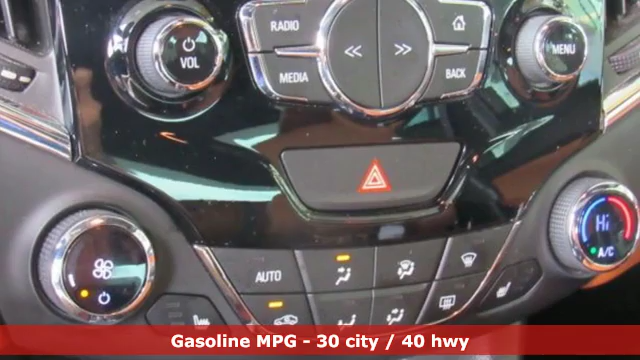 RADIO
VOL
MENU
MEDIA
BACK
Hi
A/C
AUTO
Gasoline MPG - 30 city / 40 hwy